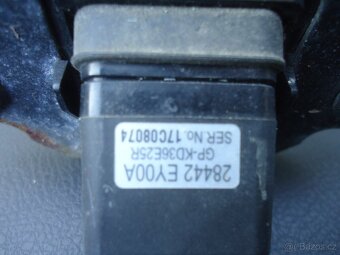 28442 EY00A
GP-KD36E25R
SER No. 17C08074